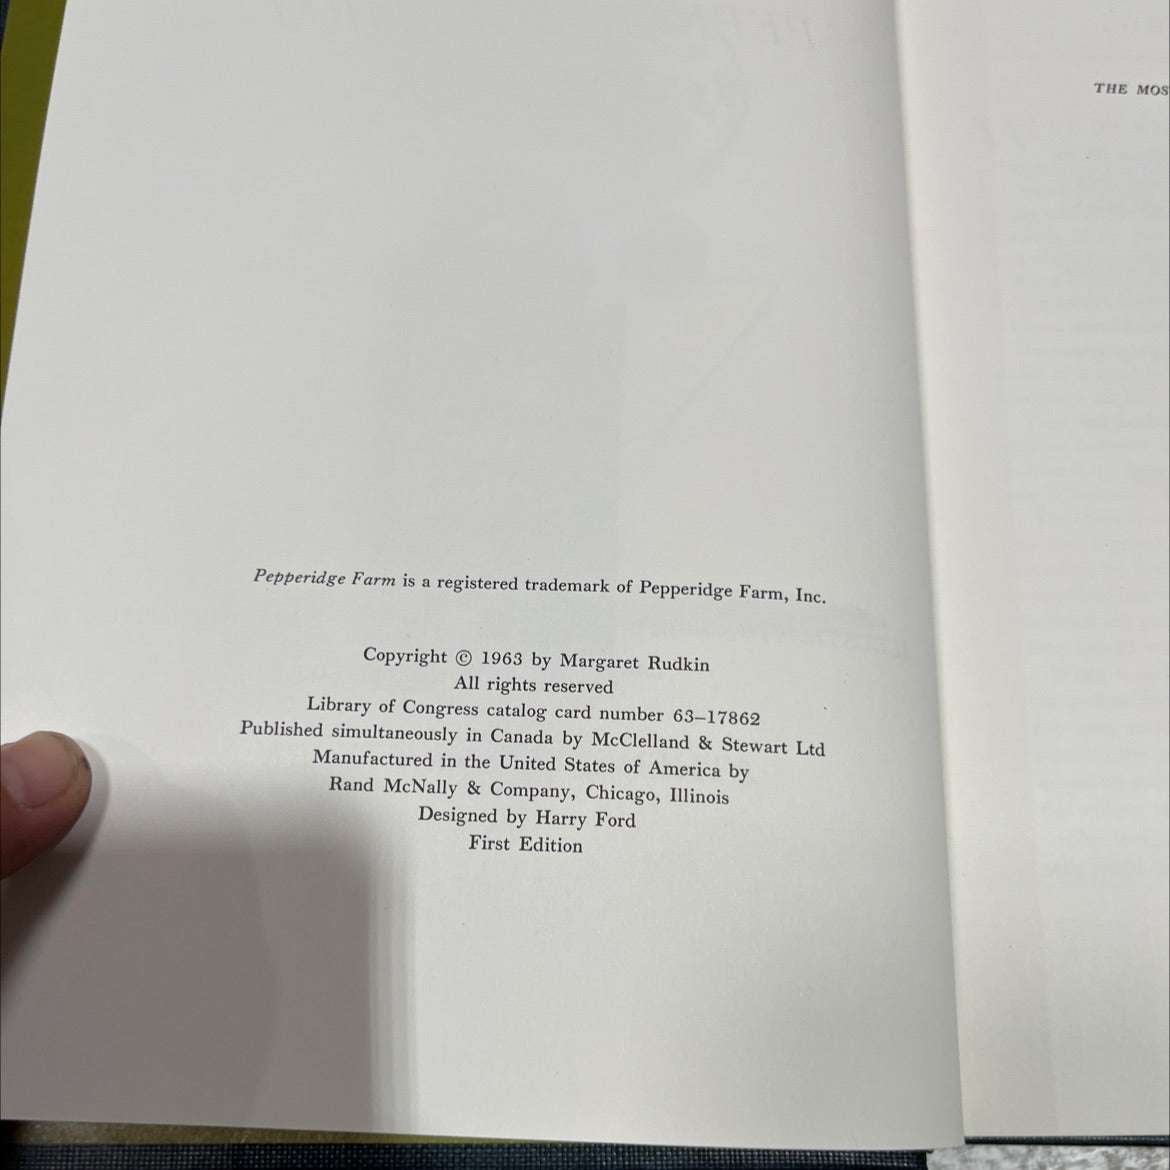 THE MOS
Pepperidge Farm is a registered trademark of Pepperidge Farm, Inc.
Copyright © 1963 by Margaret Rudkin
All rights reserved
Library of Congress catalog card number 63–17862
Published simultaneously in Canada by McClelland & Stewart Ltd
Manufactured in the United States of America by
Rand McNally & Company, Chicago, Illinois
Designed by Harry Ford
First Edition